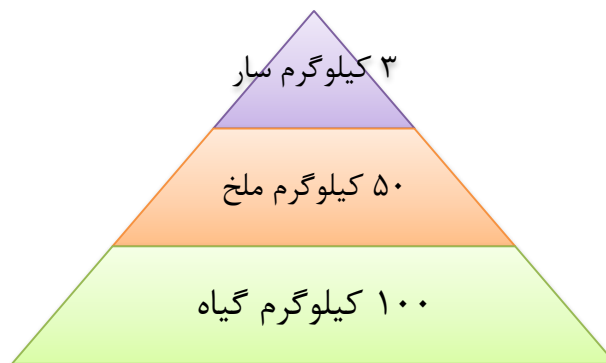 ۳ کیلوگرم سار
۵۰ کیلوگرم ملخ
۱۰۰ کیلوگرم گیاه